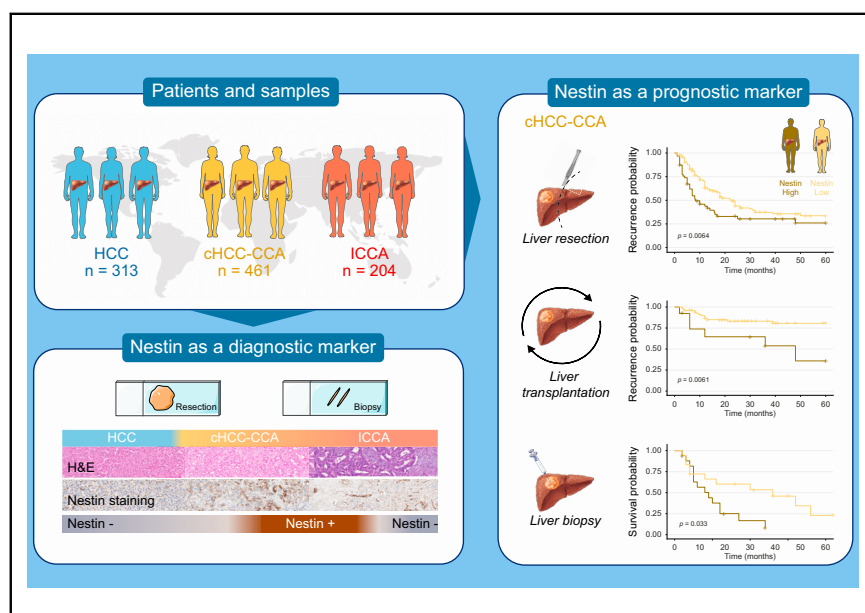 Patients and samples
HCC
n = 313
cHCC-CCA
n = 461
ICCA
n = 204
Nestin as a diagnostic marker
Resection
Biopsy
HCC cHCC-CCA ICCA
H&E
Nestin staining
Nestin - Nestin + Nestin -
Nestin as a prognostic marker
cHCC-CCA
Liver resection
Recurrence probability
1.00
0.75
0.50
0.25
0.00
p = 0.0064
Nestin
High
Nestin
Low
0 10 20 30 40 50 60
Time (months)
Liver
transplantation
Recurrence probability
1.00
0.75
0.50
0.25
0.00
p = 0.0061
0 10 20 30 40 50 60
Time (months)
Liver biopsy
Survival probability
1.00
0.75
0.50
0.25
0.00
p = 0.033
0 10 20 30 40 50 60
Time (months)